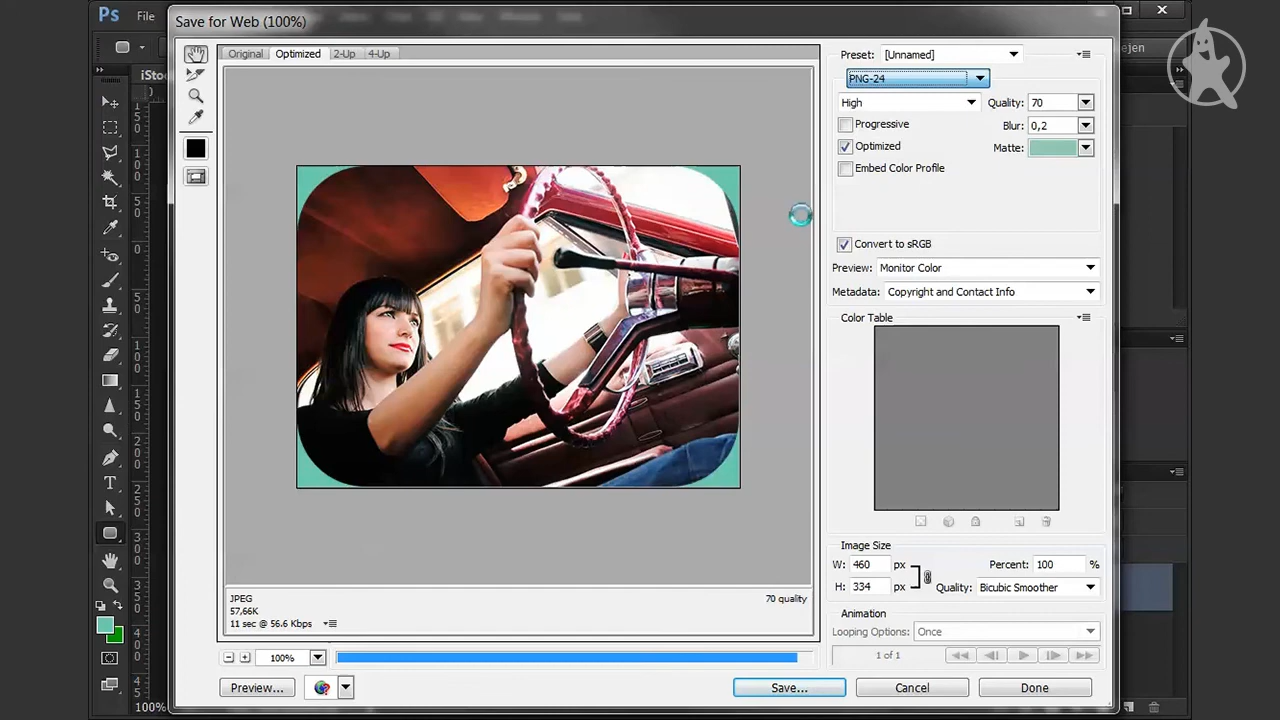 Ps File
Save for Web (100%)
ejen
iStoc
Original Optimized 2-Up 4-Up
Preset: [Unnamed]
PNG-24
High Quality: 70
Progressive Blur: 0,2
Optimized Matte:
Embed Color Profile
Convert to sRGB
Preview: Monitor Color
Metadata: Copyright and Contact Info
Color Table
Image Size
W: 460 px Percent: 100 %
H: 334 px Quality: Bicubic Smoother
Animation
Looping Options: Once
1 of 1
JPEG 70 quality
57,66K
11 sec @ 56.6 Kbps
100%
Preview... Save... Cancel Done
100%